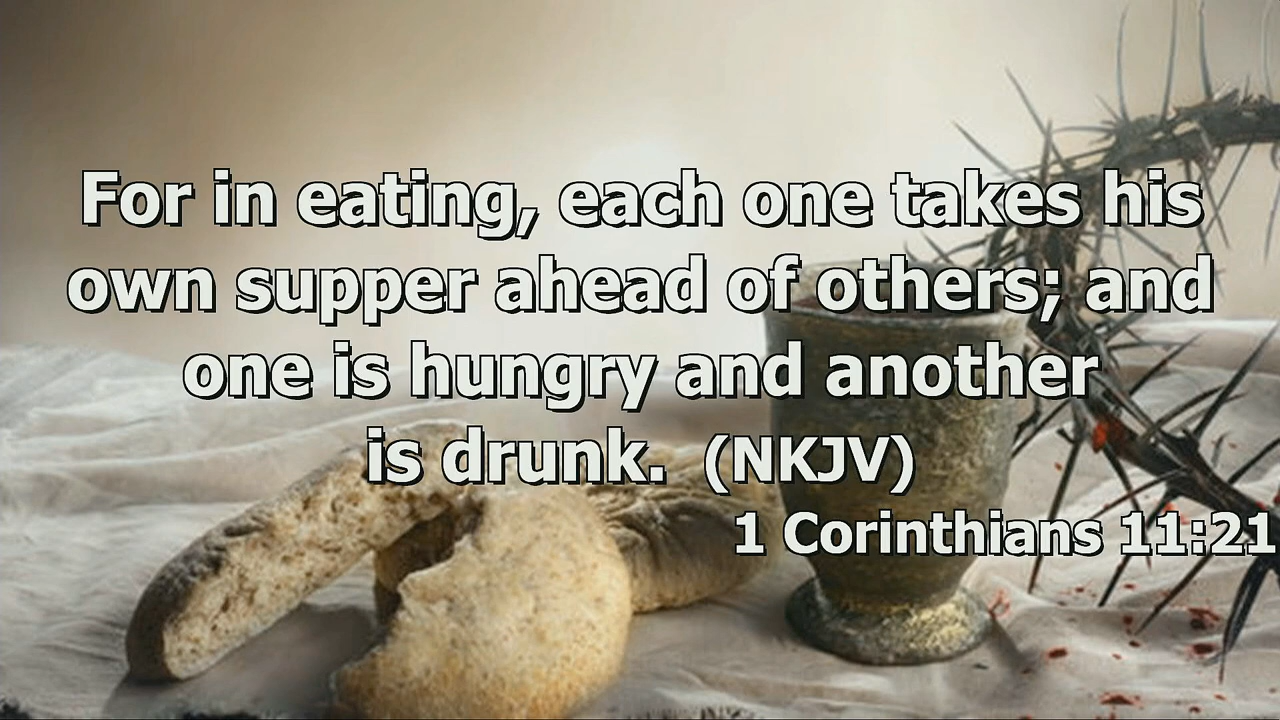 For in eating, each one takes his
own supper ahead of others; and
one is hungry and another
is drunk. (NKJV)
1 Corinthians 11:21